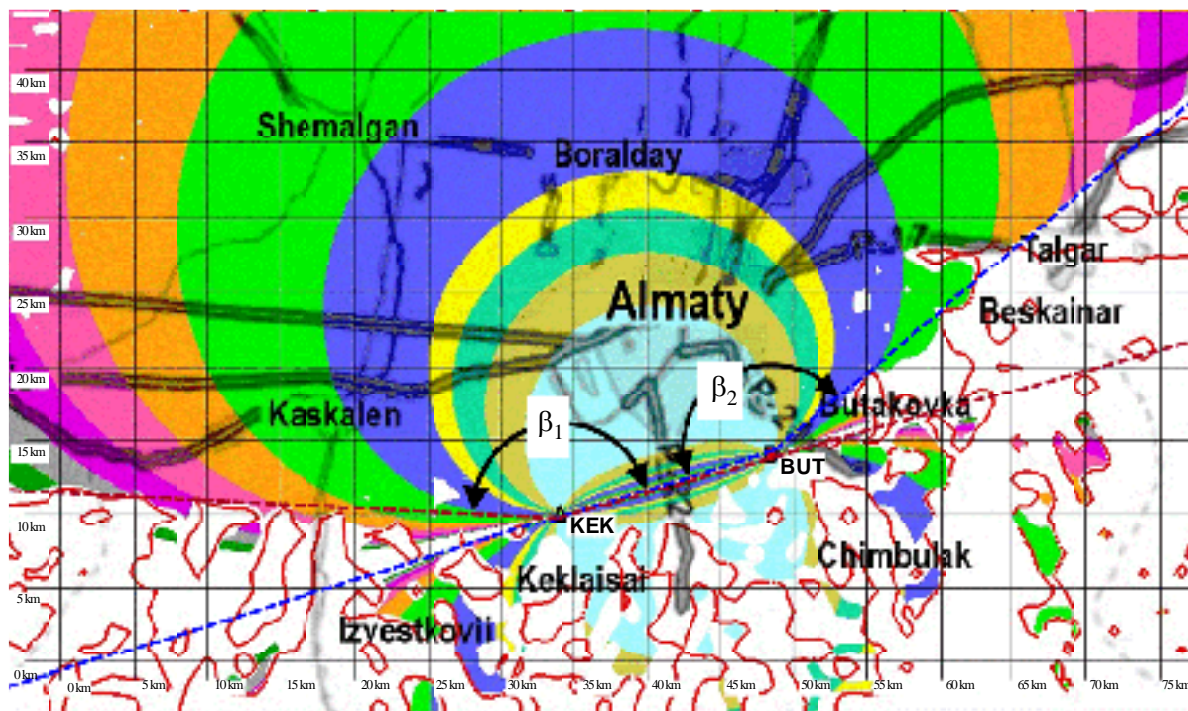 40 km
Shemalgan
35 km
Boralday
30 km
Talgar
25 km
Almaty
Beskainar
20 km
β2
Kaskalen
β1
Butakovka
15 km
BUT
10 km
KEK
Chimbulak
Keklaisai
5 km
Izvestkovii
0 km
0 km 5 km 10 km 15 km 20 km 25 km 30 km 35 km 40 km 45 km 50 km 55 km 60 km 65 km 70 km 75 km